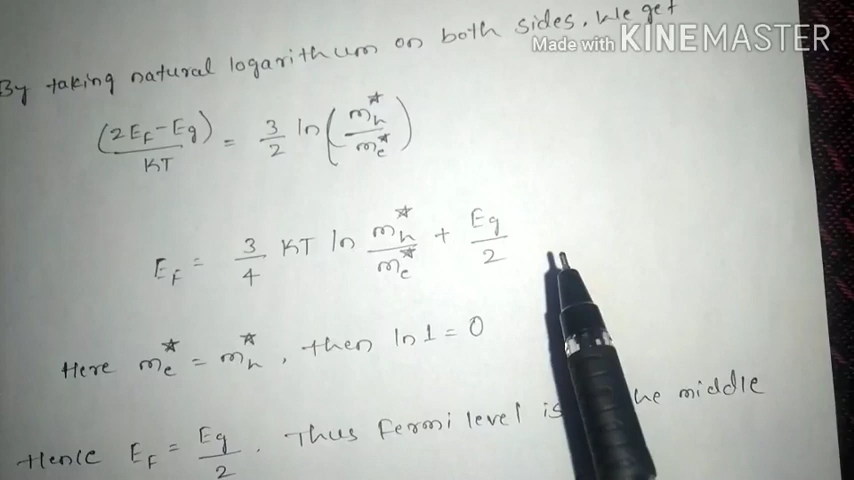 By taking natural logarithum on both sides. We get
Made with KINEMASTER
(2E_F - Eg)/KT = 3/2 ln(m_h*/m_e*)
E_F = 3/4 KT ln m_h*/m_e* + Eg/2
Here m_e* = m_h*, then ln 1 = 0
Hence E_F = Eg/2. Thus Fermi level is he middle